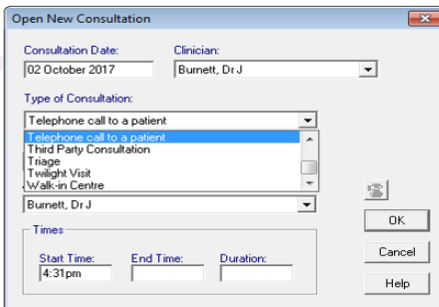 Open New Consultation
Consultation Date: Clinician:
02 October 2017 Burnett, Dr J
Type of Consultation:
Telephone call to a patient
Telephone call to a patient
Third Party Consultation
Triage
Twilight Visit
Walk-in Centre
Burnett, Dr J
OK
Times
Start Time: End Time: Duration:
4:31pm
Cancel
Help